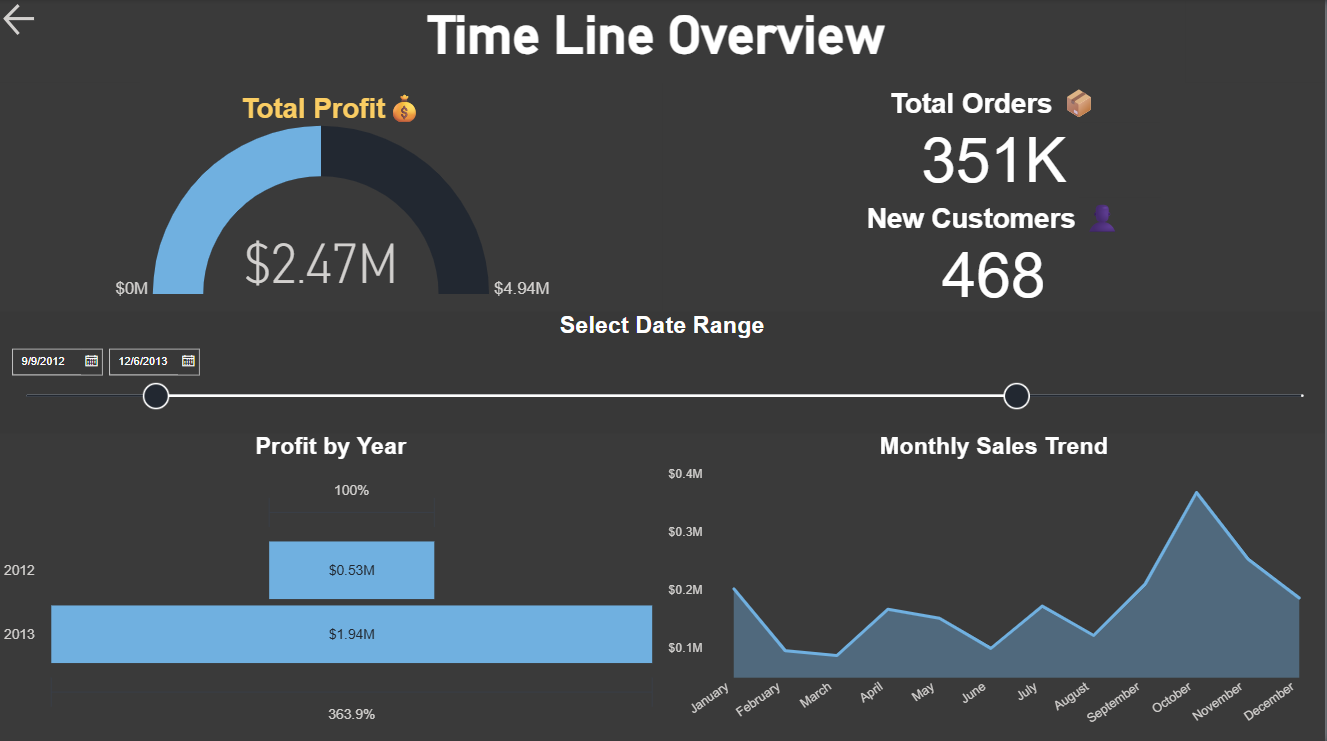 Time Line Overview
Total Profit 💰
$2.47M
$0M
$4.94M
Total Orders 📦
351K
New Customers 👤
468
Select Date Range
9/9/2012
12/6/2013
Profit by Year
100%
2012
$0.53M
2013
$1.94M
363.9%
Monthly Sales Trend
$0.4M
$0.3M
$0.2M
$0.1M
January
February
March
April
May
June
July
August
September
October
November
December